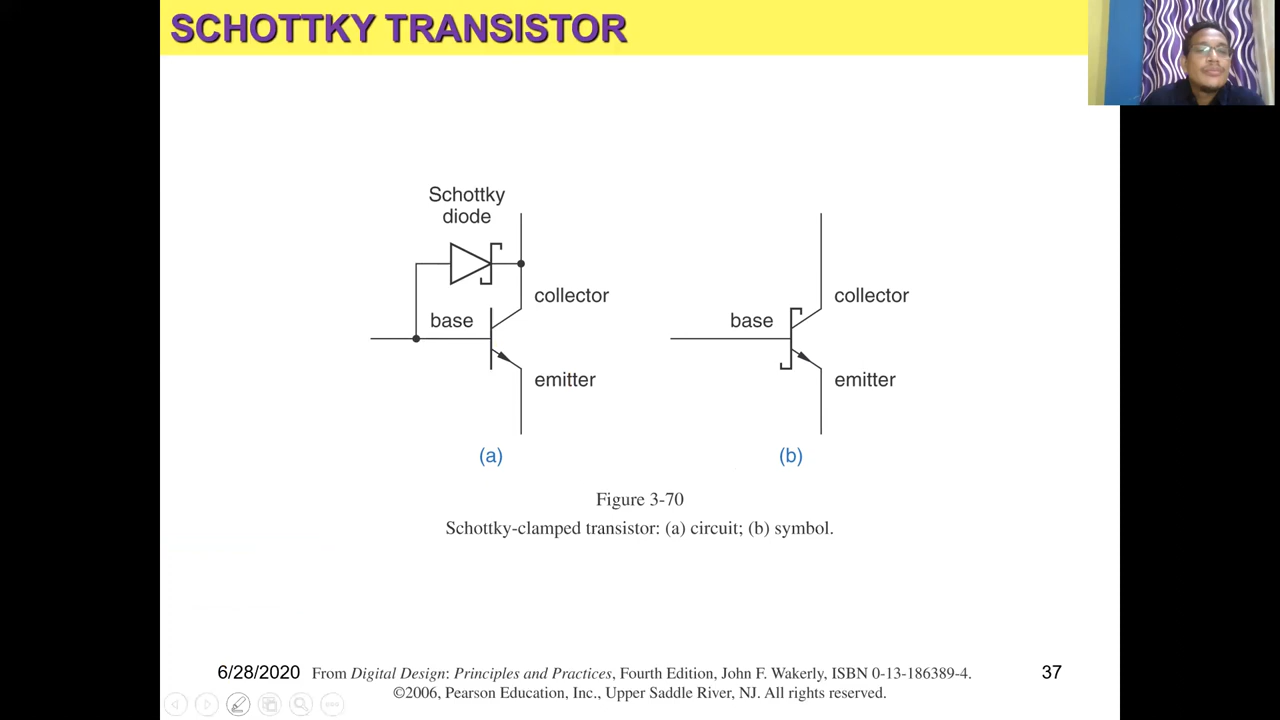 SCHOTTKY TRANSISTOR
Schottky
diode
collector
base
emitter
(a)
collector
base
emitter
(b)
Figure 3-70
Schottky-clamped transistor: (a) circuit; (b) symbol.
6/28/2020
From Digital Design: Principles and Practices, Fourth Edition, John F. Wakerly, ISBN 0-13-186389-4.
©2006, Pearson Education, Inc., Upper Saddle River, NJ. All rights reserved.
37